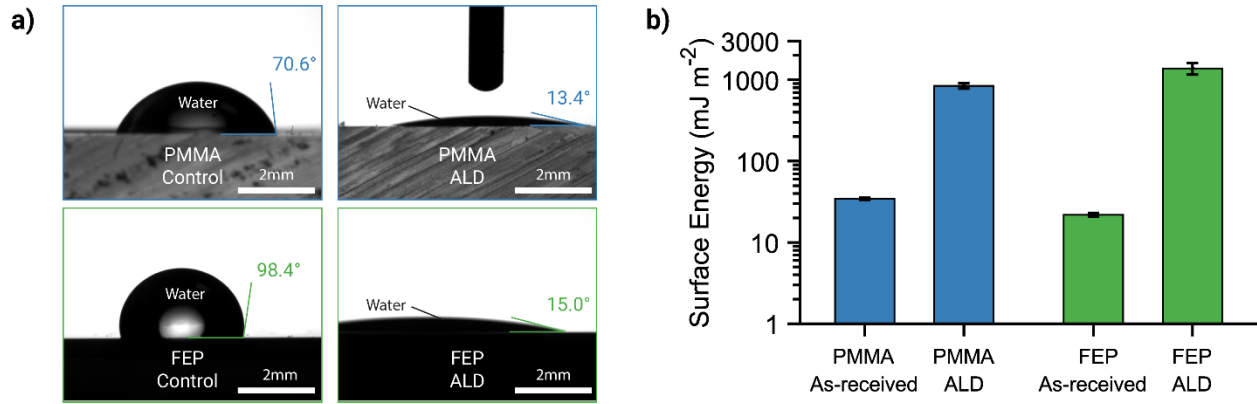 a)
70.6°
Water
PMMA
Control
2mm
13.4°
Water
PMMA
ALD
2mm
98.4°
Water
FEP
Control
2mm
15.0°
Water
FEP
ALD
2mm
b)
Surface Energy (mJ m⁻²)
3000
1000
100
10
1
PMMA
As-received
PMMA
ALD
FEP
As-received
FEP
ALD